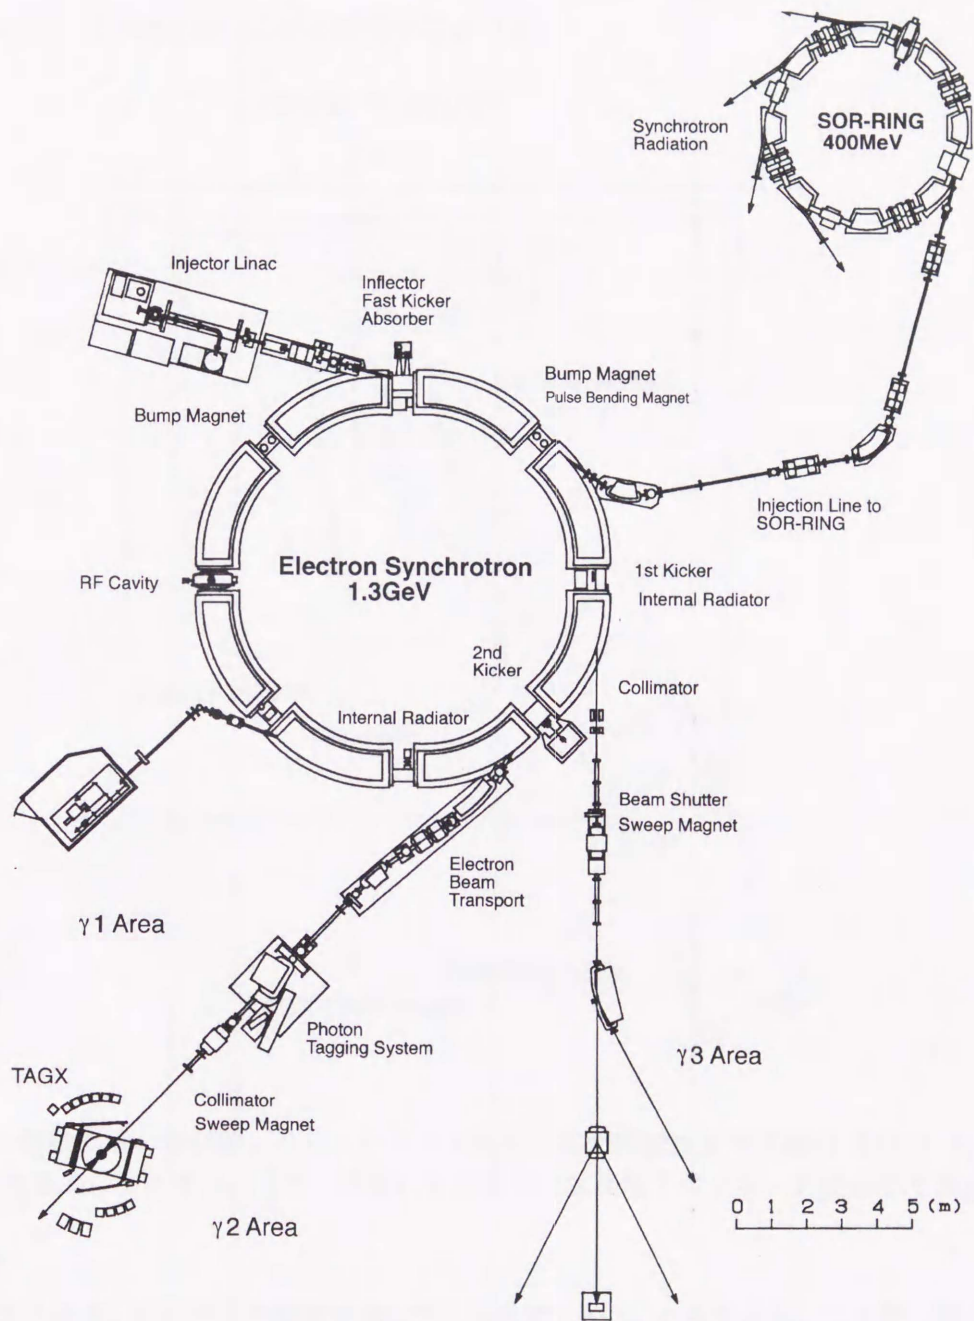 Synchrotron
Radiation
SOR-RING
400MeV
Injector Linac
Inflector
Fast Kicker
Absorber
Bump Magnet
Bump Magnet
Pulse Bending Magnet
Injection Line to
SOR-RING
RF Cavity
Electron Synchrotron
1.3GeV
1st Kicker
Internal Radiator
2nd
Kicker
Collimator
Internal Radiator
Beam Shutter
Sweep Magnet
Electron
Beam
Transport
γ1 Area
Photon
Tagging System
γ3 Area
TAGX
Collimator
Sweep Magnet
γ2 Area
0 1 2 3 4 5 (m)